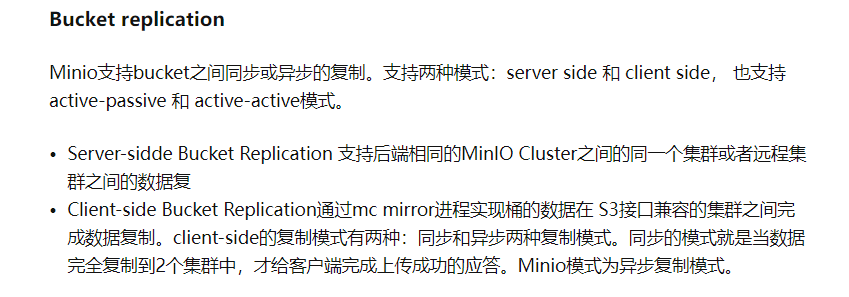 Bucket replication
Minio支持bucket之间同步或异步的复制。支持两种模式：server side 和 client side， 也支持
active-passive 和 active-active模式。
• Server-sidde Bucket Replication 支持后端相同的MinIO Cluster之间的同一个集群或者远程集
群之间的数据复
• Client-side Bucket Replication通过mc mirror进程实现桶的数据在 S3接口兼容的集群之间完
成数据复制。client-side的复制模式有两种：同步和异步两种复制模式。同步的模式就是当数据
完全复制到2个集群中，才给客户端完成上传成功的应答。Minio模式为异步复制模式。